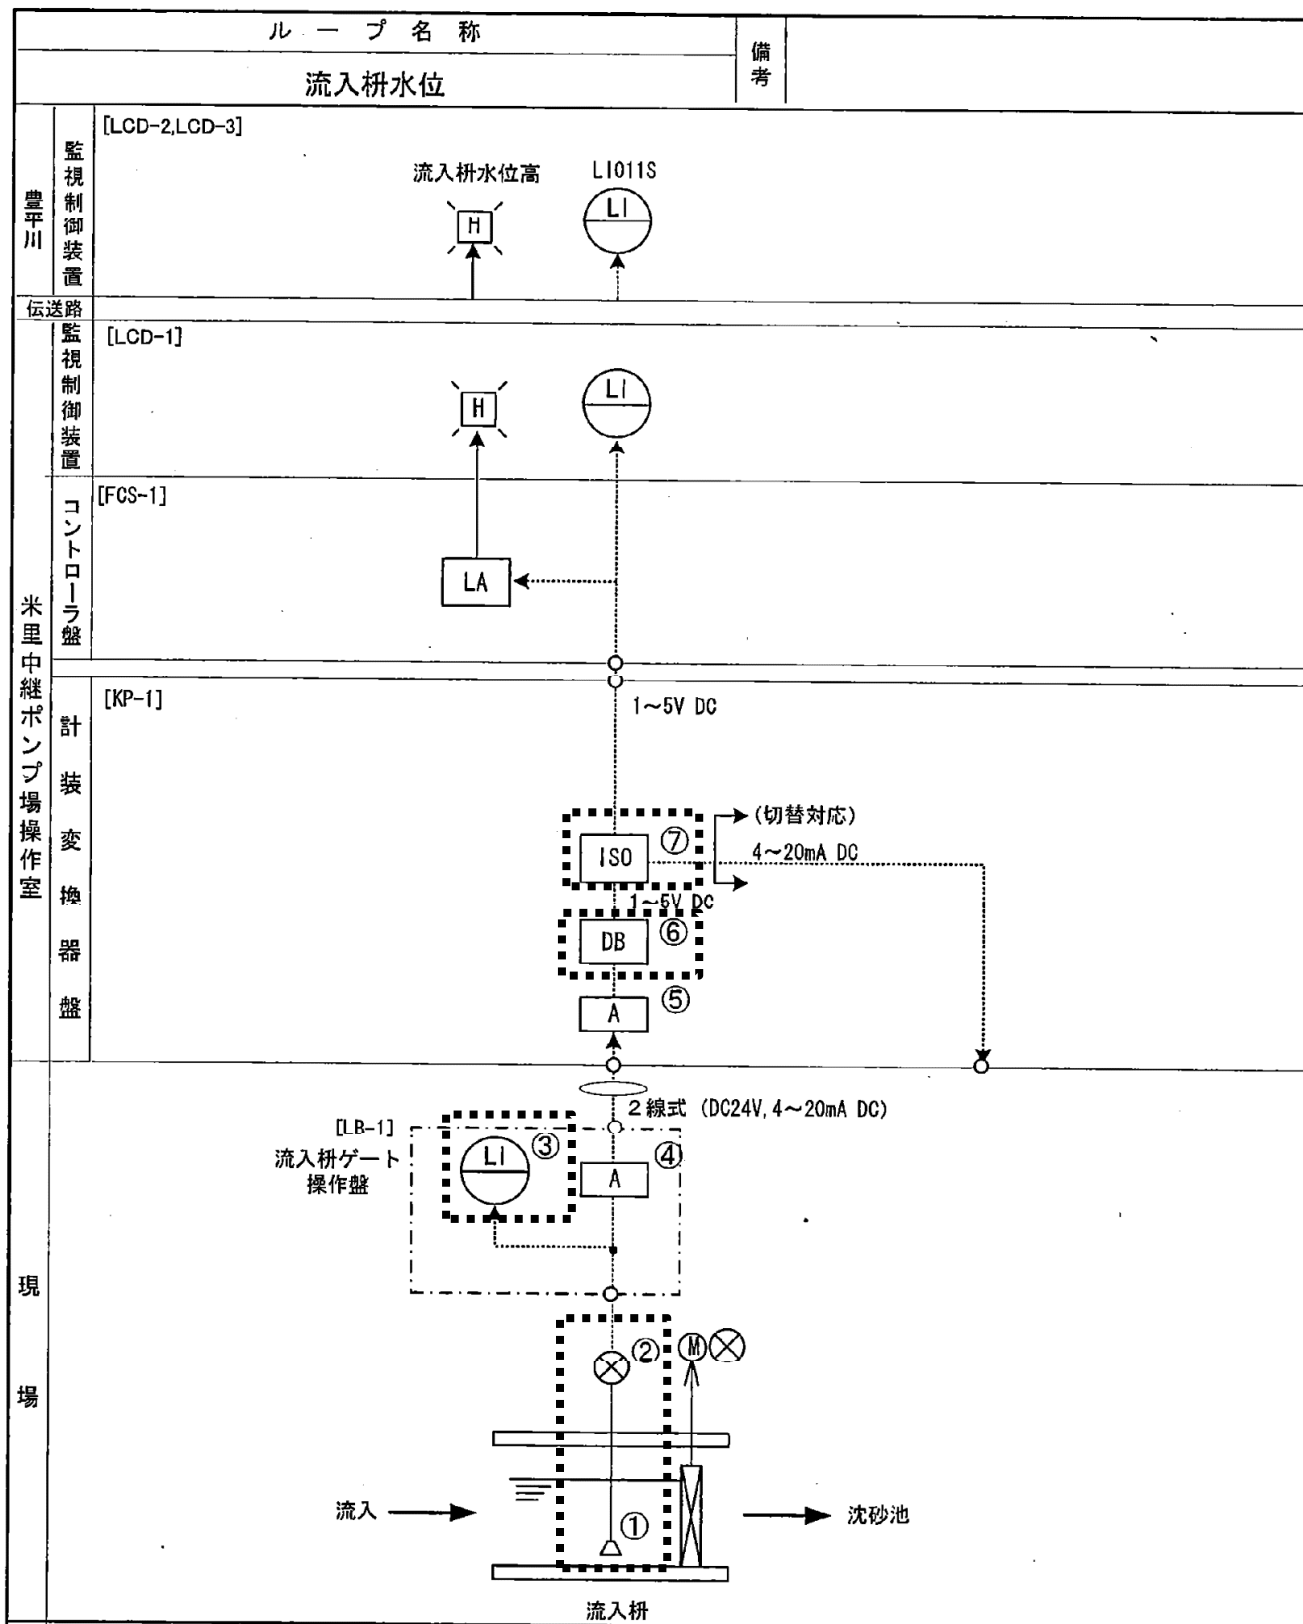 ループ名称
備考
流入枡水位
豊平川
監視制御装置
[LCD-2,LCD-3]
流入枡水位高
LI011S
H
LI
伝送路
米里中継ポンプ場操作室
監視制御装置
[LCD-1]
H
LI
コントローラ盤
[FCS-1]
LA
計装変換器盤
[KP-1]
1～5V DC
ISO
⑦
(切替対応)
4～20mA DC
1～5V DC
DB
⑥
A
⑤
現場
2線式 (DC24V,4～20mA DC)
[LB-1]
流入枡ゲート
操作盤
LI
③
A
④
②
M
流入
①
沈砂池
流入枡